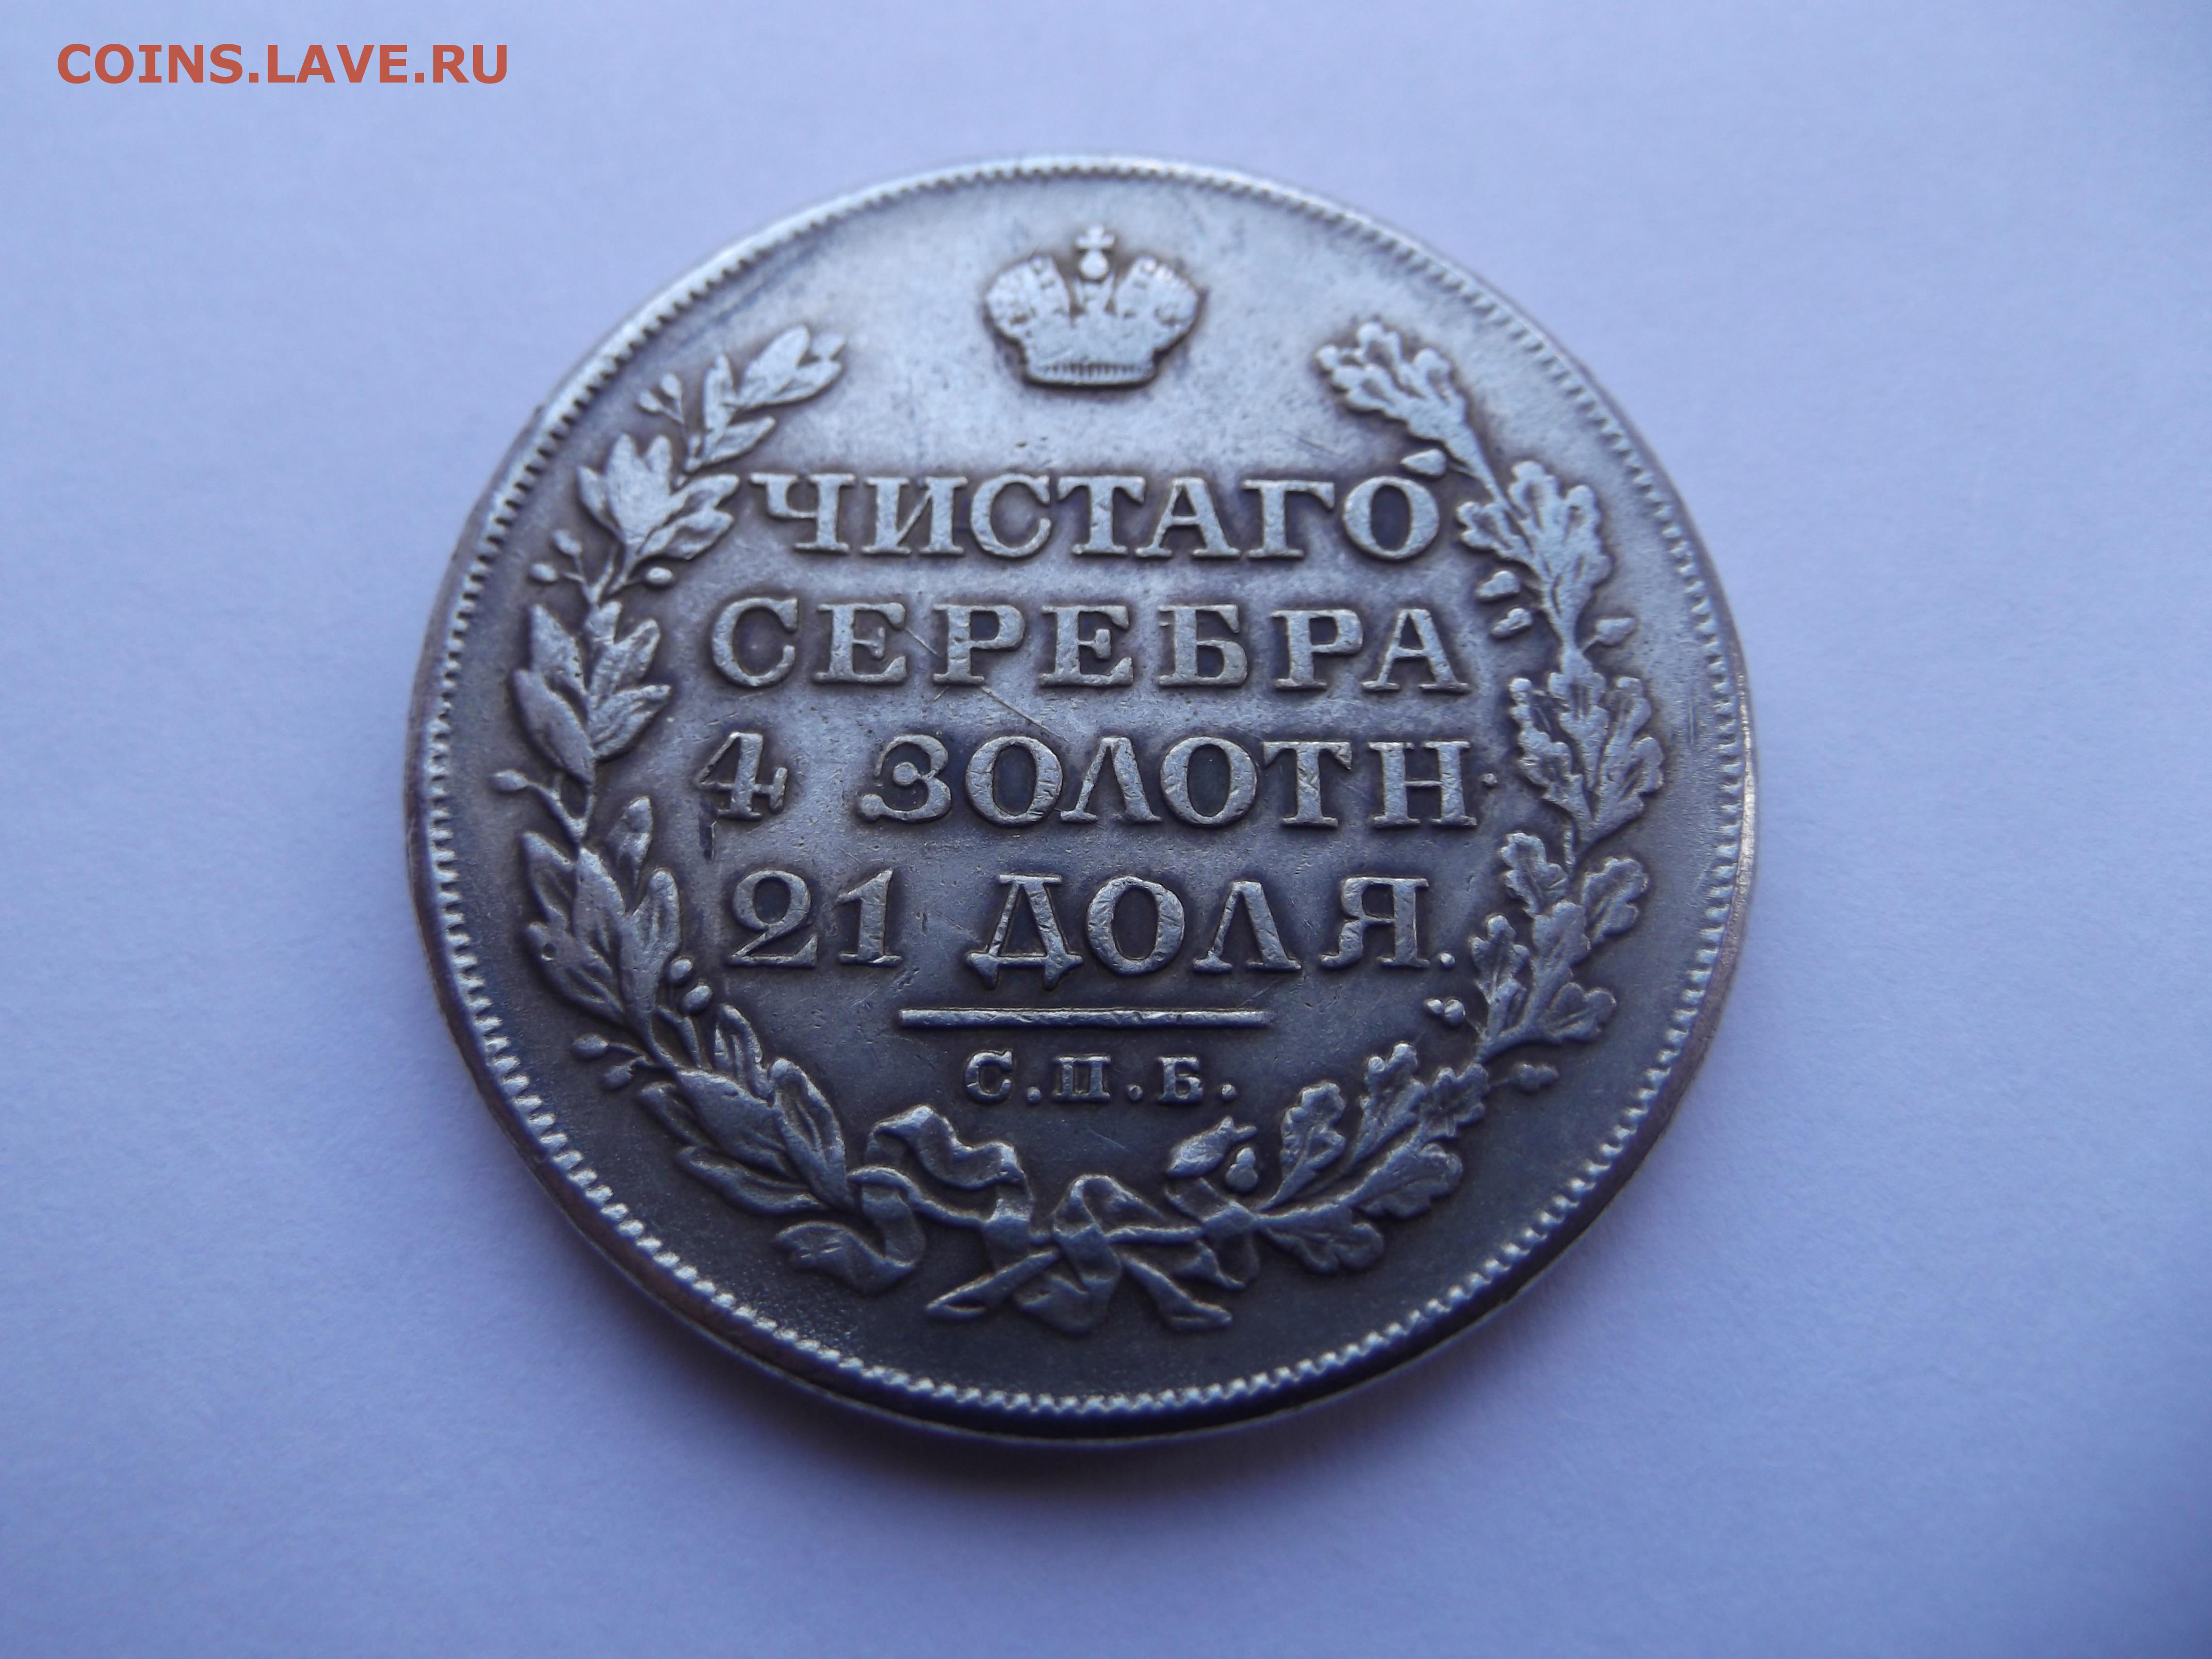 COINS.LAVE.RU
ЧИСТАГО
СЕРЕБРА
4 ЗОЛОТН.
21 ДОЛЯ.
С.П.Б.